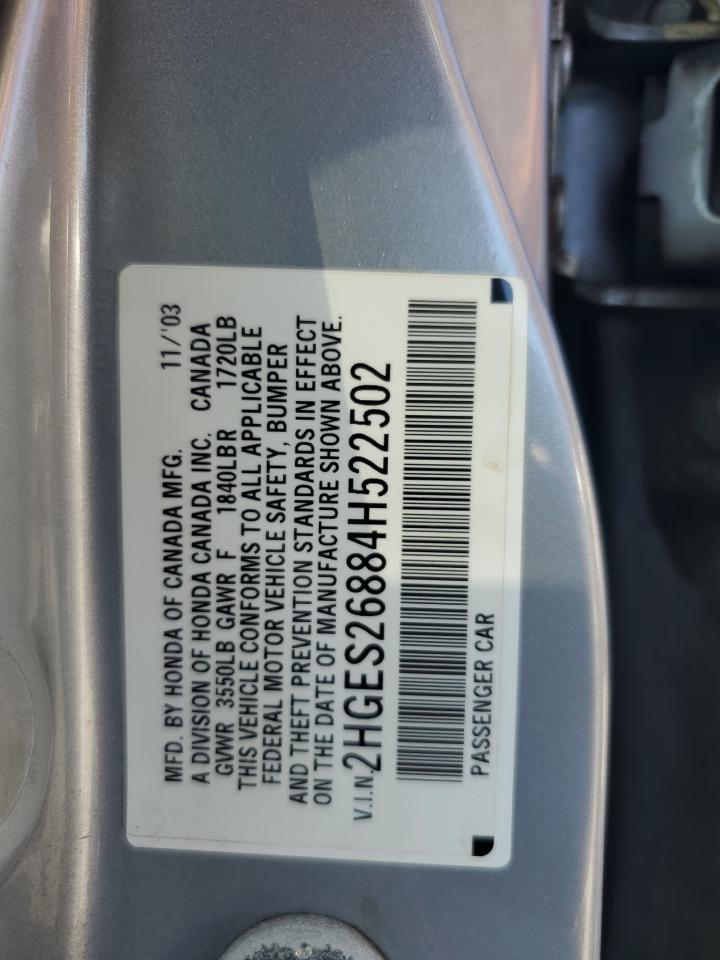 MFD. BY HONDA OF CANADA MFG. 11/'03
A DIVISION OF HONDA CANADA INC. CANADA
GVWR 3550LB GAWR F 1840LBR 1720LB
THIS VEHICLE CONFORMS TO ALL APPLICABLE
FEDERAL MOTOR VEHICLE SAFETY, BUMPER
AND THEFT PREVENTION STANDARDS IN EFFECT
ON THE DATE OF MANUFACTURE SHOWN ABOVE.
V.I.N. 2HGES26884H522502
PASSENGER CAR